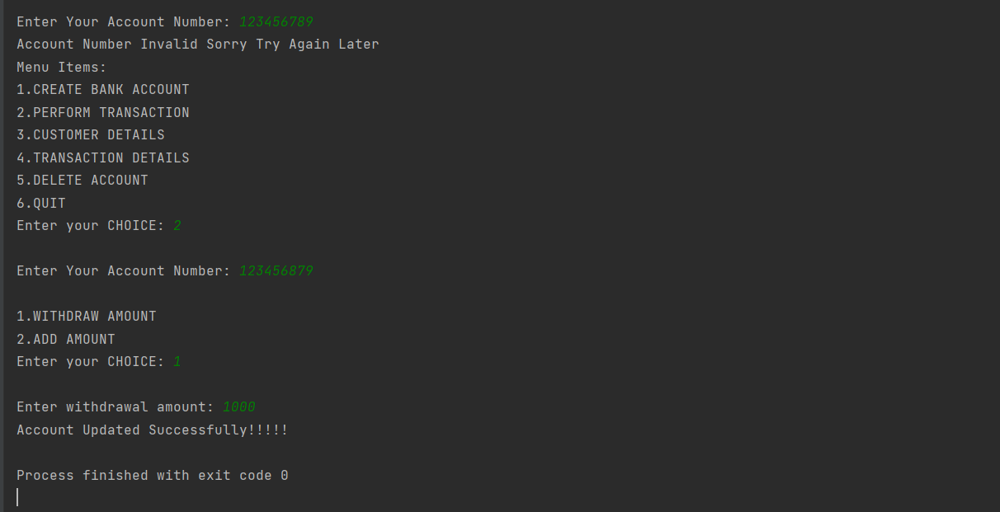 Enter Your Account Number: 123456789
Account Number Invalid Sorry Try Again Later
Menu Items:
1.CREATE BANK ACCOUNT
2.PERFORM TRANSACTION
3.CUSTOMER DETAILS
4.TRANSACTION DETAILS
5.DELETE ACCOUNT
6.QUIT
Enter your CHOICE: 2
Enter Your Account Number: 123456879
1.WITHDRAW AMOUNT
2.ADD AMOUNT
Enter your CHOICE: 1
Enter withdrawal amount: 1000
Account Updated Successfully!!!!!
Process finished with exit code 0